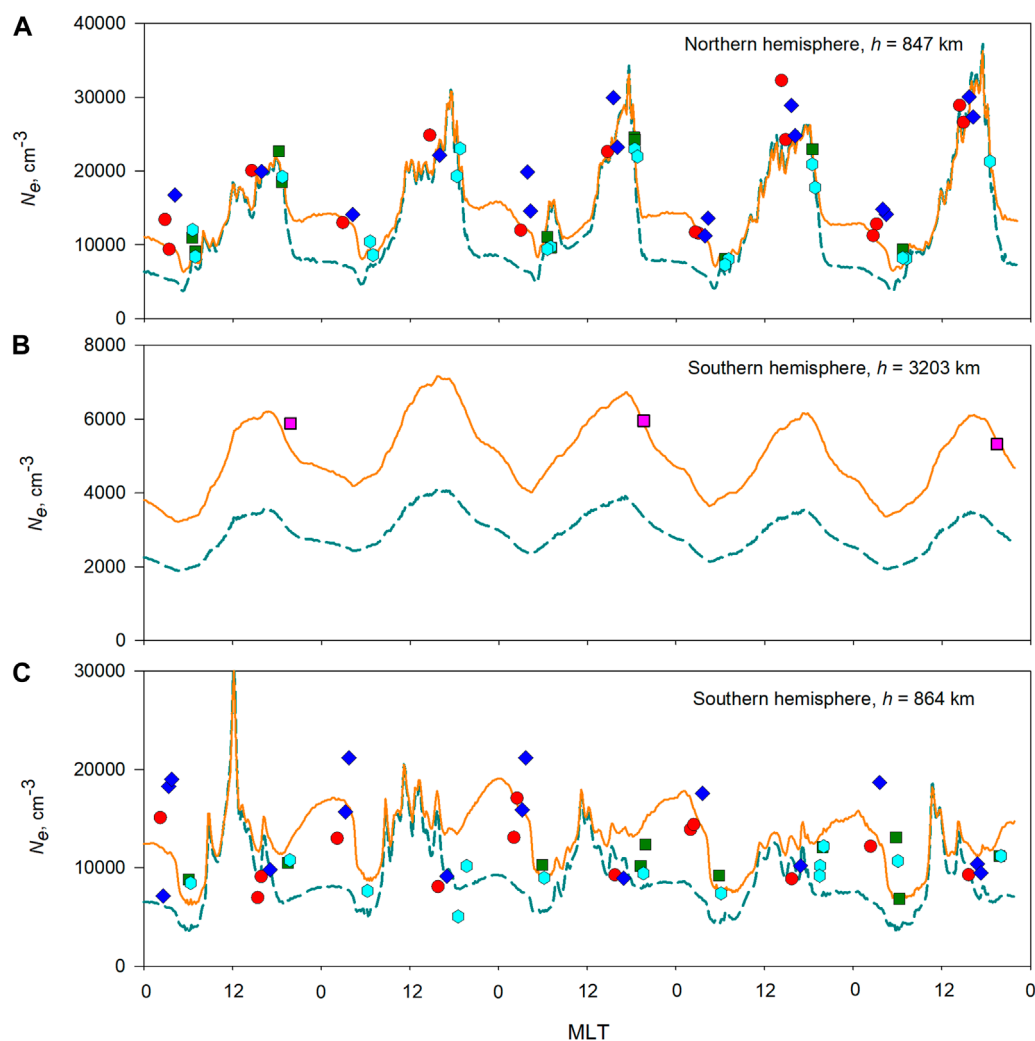 A
40000
Northern hemisphere, h = 847 km
30000
Ne, cm-3
20000
10000
0
B
8000
Southern hemisphere, h = 3203 km
6000
Ne, cm-3
4000
2000
0
C
30000
Southern hemisphere, h = 864 km
20000
Ne, cm-3
10000
0
0 12 0 12 0 12 0 12 0 12 0
MLT